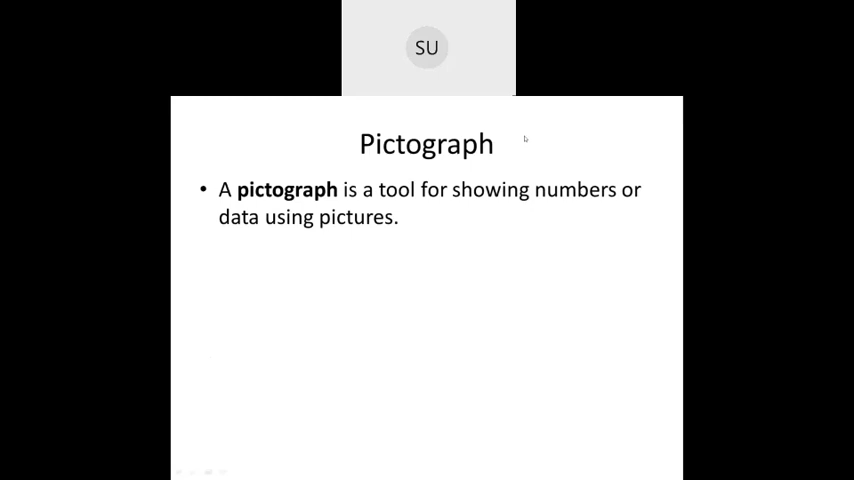 SU
Pictograph
• A pictograph is a tool for showing numbers or
data using pictures.